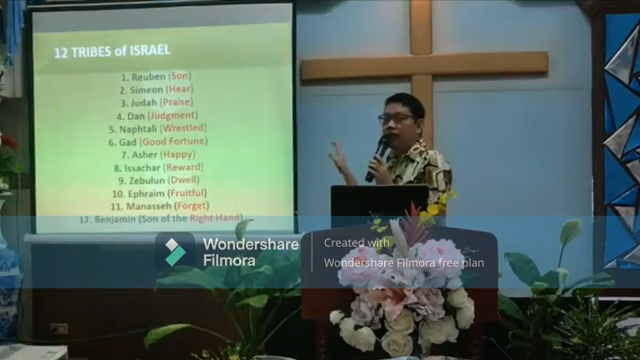 12 TRIBES of ISRAEL
1. Reuben (Son)
2. Simeon (Hear)
3. Judah (Praise)
4. Dan (Judgment)
5. Naphtali (Wrestled)
6. Gad (Good Fortune)
7. Asher (Happy)
8. Issachar (Reward)
9. Zebulun (Dwell)
10. Ephraim (Fruitful)
11. Manasseh (Forget)
12. Benjamin (Son of the Right Hand)
Wondershare
Filmora
Created with
Wondershare Filmora free plan